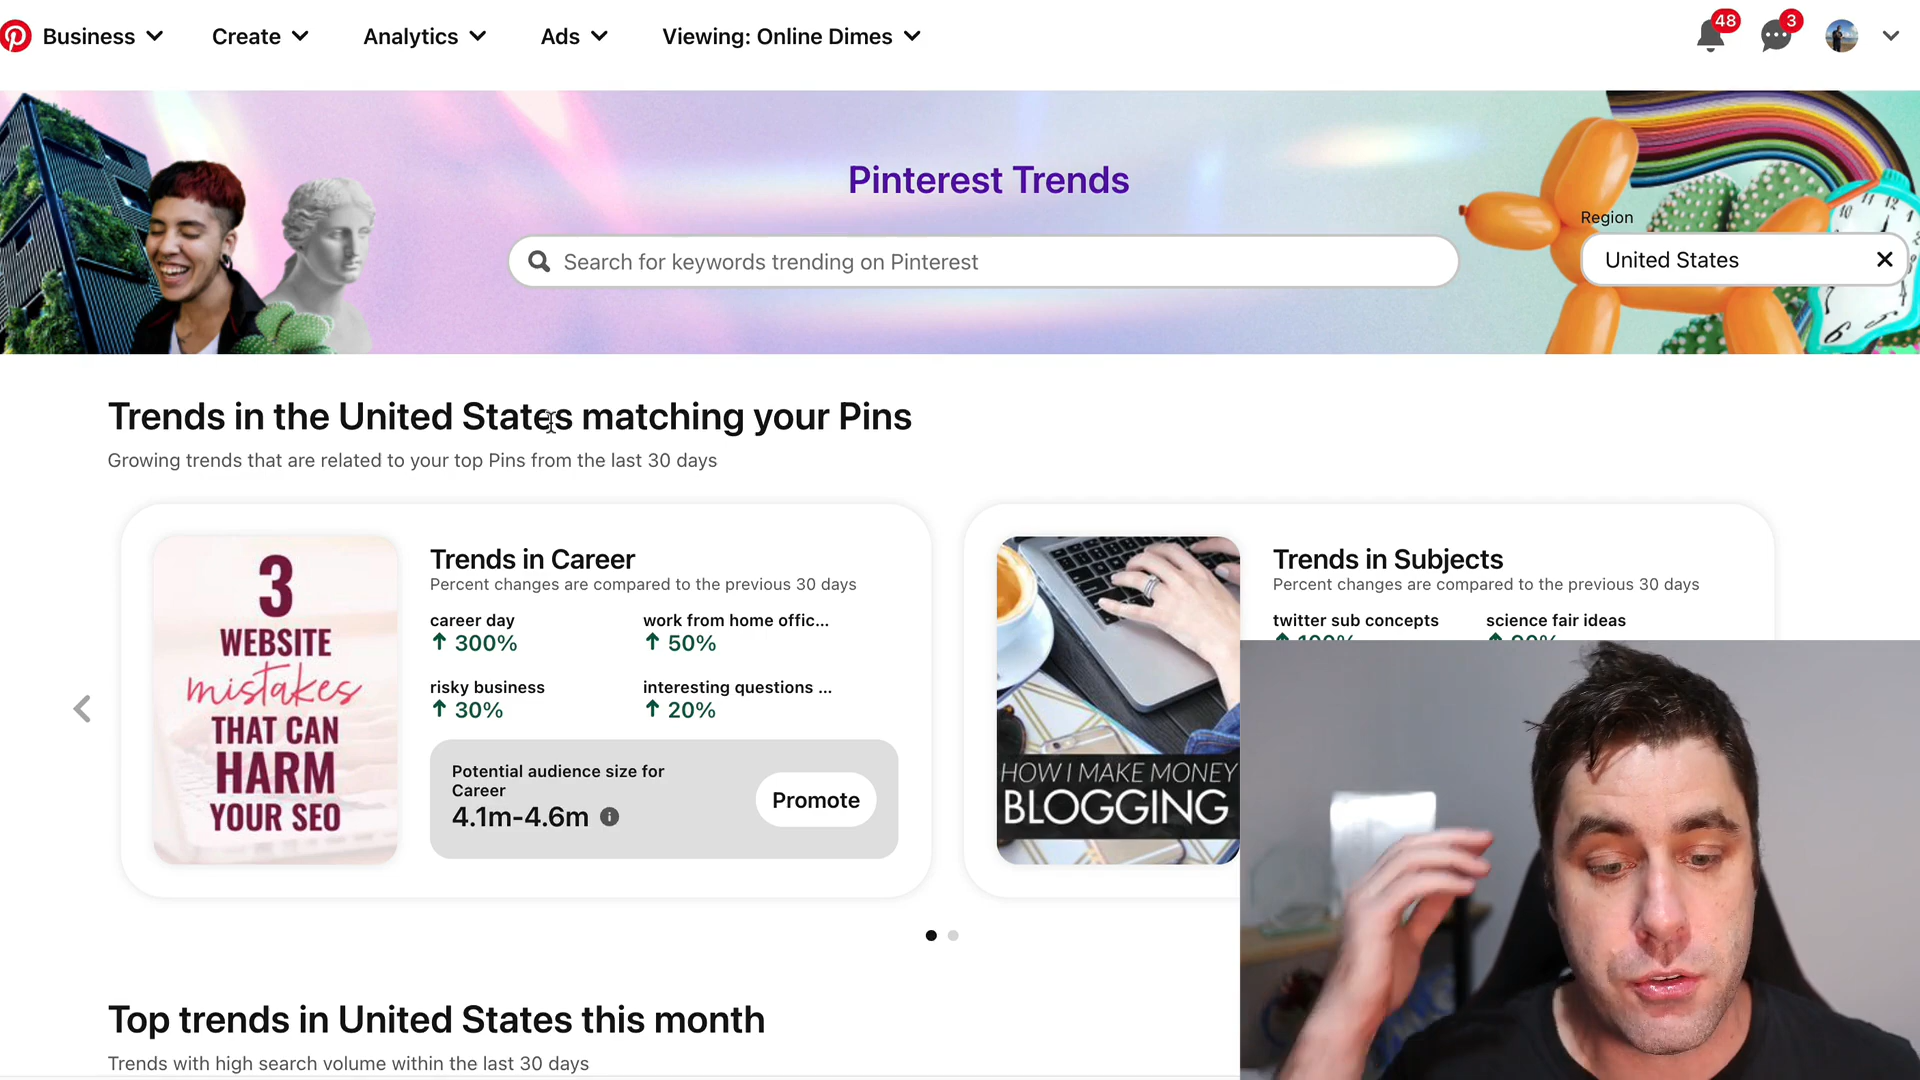 Business
Create
Analytics
Ads
Viewing: Online Dimes
48
3
Pinterest Trends
Search for keywords trending on Pinterest
Region
United States
Trends in the United States matching your Pins
Growing trends that are related to your top Pins from the last 30 days
3
WEBSITE
mistakes
THAT CAN
HARM
YOUR SEO
Trends in Career
Percent changes are compared to the previous 30 days
career day
↑ 300%
work from home offic...
↑ 50%
risky business
↑ 30%
interesting questions ...
↑ 20%
Potential audience size for
Career
4.1m-4.6m
Promote
HOW I MAKE MONEY
BLOGGING
Trends in Subjects
Percent changes are compared to the previous 30 days
twitter sub concepts
science fair ideas
Top trends in United States this month
Trends with high search volume within the last 30 days